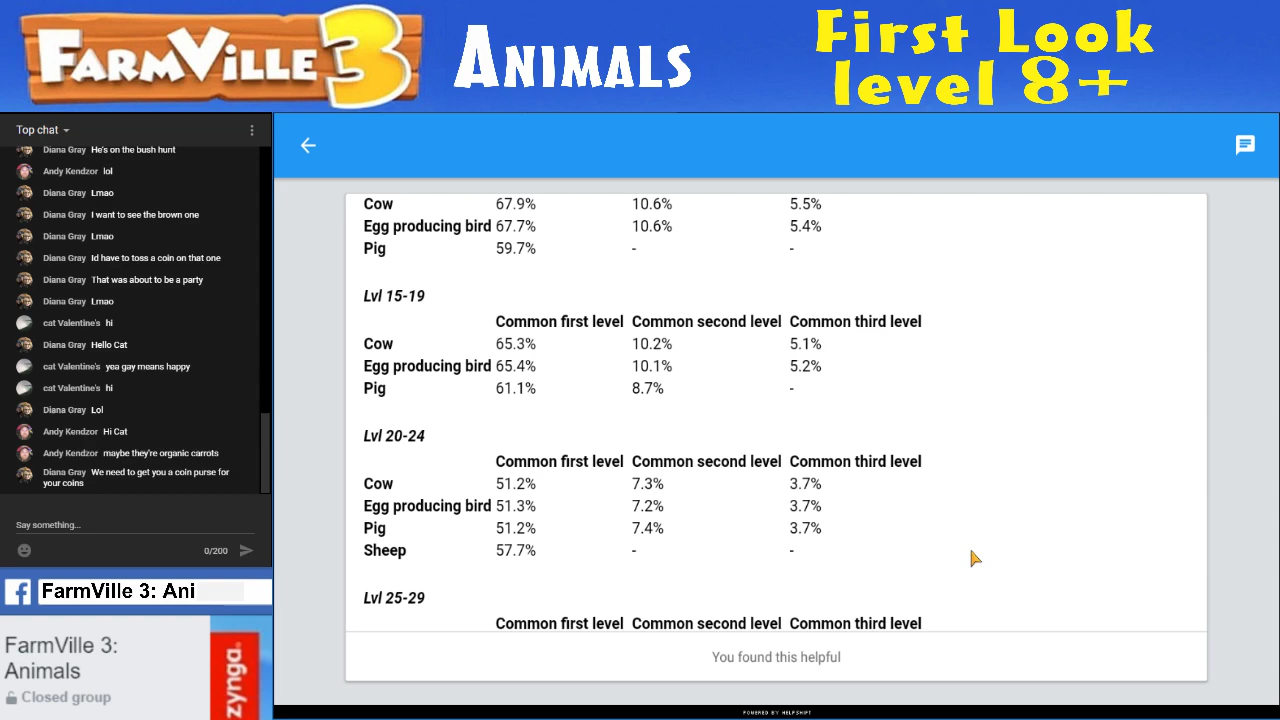 FARMVILLE 3
ANIMALS
First Look
level 8+
Top chat
Diana Gray He's on the bush hunt
Andy Kendzor lol
Diana Gray Lmao
Diana Gray I want to see the brown one
Diana Gray Lmao
Diana Gray Id have to toss a coin on that one
Diana Gray That was about to be a party
Diana Gray Lmao
cat Valentine's hi
Diana Gray Hello Cat
cat Valentine's yea gay means happy
cat Valentine's hi
Diana Gray Lol
Andy Kendzor Hi Cat
Andy Kendzor maybe they're organic carrots
Diana Gray We need to get you a coin purse for
your coins
Say something...
0/200
f FarmVille 3: Ani
FarmVille 3:
Animals
Closed group
zynga
Cow 67.9% 10.6% 5.5%
Egg producing bird 67.7% 10.6% 5.4%
Pig 59.7% - -
Lvl 15-19
Common first level Common second level Common third level
Cow 65.3% 10.2% 5.1%
Egg producing bird 65.4% 10.1% 5.2%
Pig 61.1% 8.7% -
Lvl 20-24
Common first level Common second level Common third level
Cow 51.2% 7.3% 3.7%
Egg producing bird 51.3% 7.2% 3.7%
Pig 51.2% 7.4% 3.7%
Sheep 57.7% - -
Lvl 25-29
Common first level Common second level Common third level
You found this helpful
POWERED BY HELPSHIFT